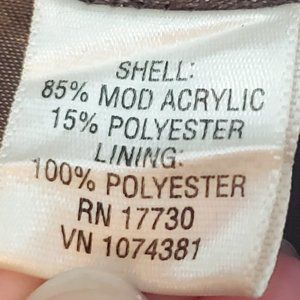 SHELL:
85% MOD ACRYLIC
15% POLYESTER
LINING:
100% POLYESTER
RN 17730
VN 1074381